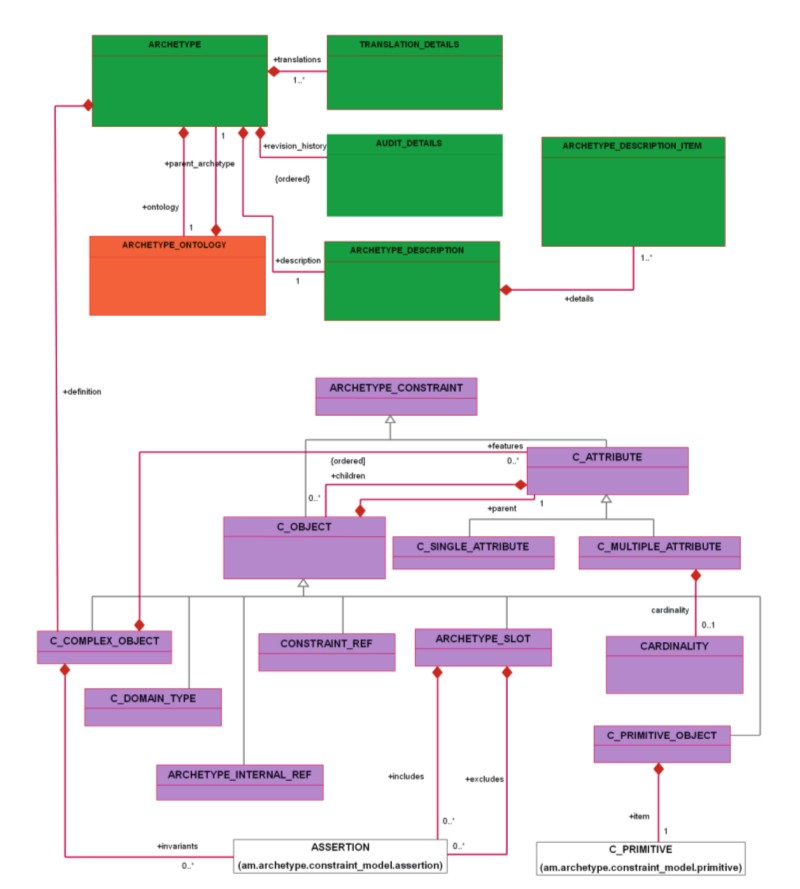 ARCHETYPE
TRANSLATION_DETAILS
+translations
1..*
AUDIT_DETAILS
+revision_history
{ordered}
1
+parent_archetype
ARCHETYPE_DESCRIPTION_ITEM
+ontology
1
ARCHETYPE_ONTOLOGY
ARCHETYPE_DESCRIPTION
+description
1
1..*
+details
+definition
ARCHETYPE_CONSTRAINT
+features
0..*
C_ATTRIBUTE
{ordered]
+children
0..*
+parent
1
C_OBJECT
C_SINGLE_ATTRIBUTE
C_MULTIPLE_ATTRIBUTE
cardinality
0..1
C_COMPLEX_OBJECT
CONSTRAINT_REF
ARCHETYPE_SLOT
CARDINALITY
C_DOMAIN_TYPE
C_PRIMITIVE_OBJECT
ARCHETYPE_INTERNAL_REF
+includes
+excludes
0..*
0..*
+item
1
+invariants
0..*
ASSERTION
(am.archetype.constraint_model.assertion)
C_PRIMITIVE
(am.archetype.constraint_model.primitive)